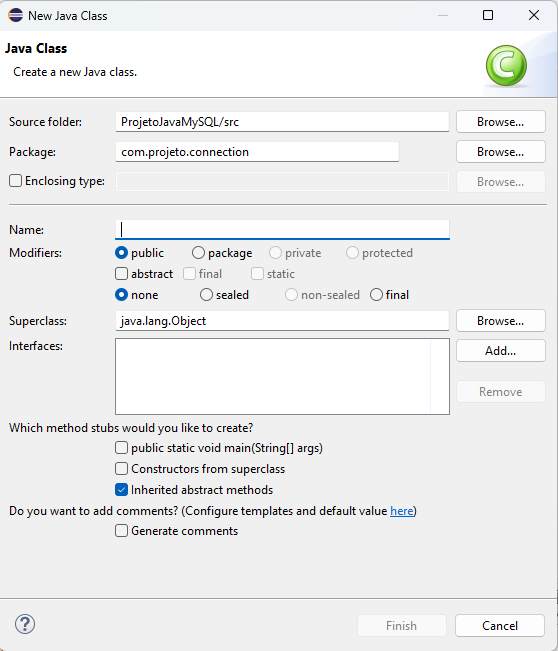 New Java Class
Java Class
Create a new Java class.
C
Source folder: ProjetoJavaMySQL/src Browse...
Package: com.projeto.connection Browse...
Enclosing type: Browse...
Name:
Modifiers: public package private protected
abstract final static
none sealed non-sealed final
Superclass: java.lang.Object Browse...
Interfaces: Add...
Remove
Which method stubs would you like to create?
public static void main(String[] args)
Constructors from superclass
Inherited abstract methods
Do you want to add comments? (Configure templates and default value here)
Generate comments
? Finish Cancel